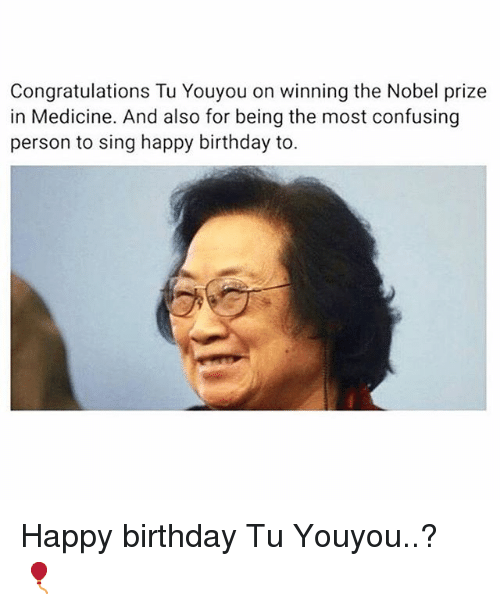 Congratulations Tu Youyou on winning the Nobel prize
in Medicine. And also for being the most confusing
person to sing happy birthday to.
Happy birthday Tu Youyou..?
🎈